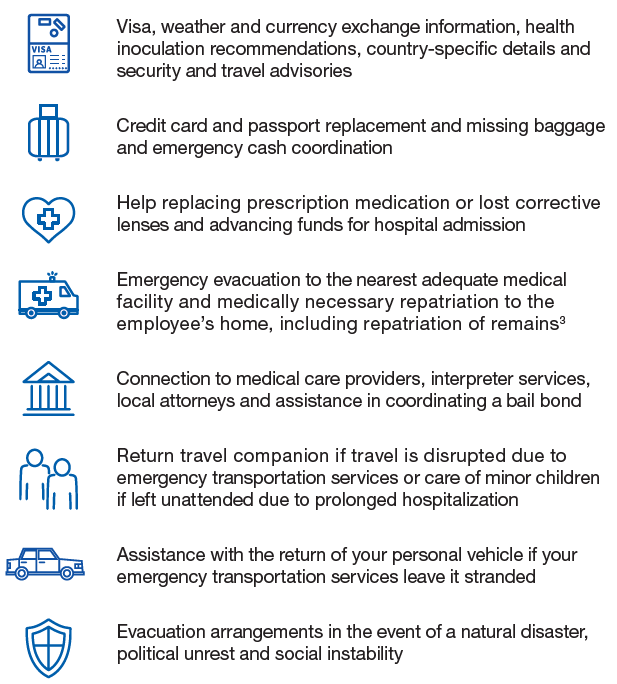 VISA
Visa, weather and currency exchange information, health
inoculation recommendations, country-specific details and
security and travel advisories
Credit card and passport replacement and missing baggage
and emergency cash coordination
Help replacing prescription medication or lost corrective
lenses and advancing funds for hospital admission
Emergency evacuation to the nearest adequate medical
facility and medically necessary repatriation to the
employee’s home, including repatriation of remains³
Connection to medical care providers, interpreter services,
local attorneys and assistance in coordinating a bail bond
Return travel companion if travel is disrupted due to
emergency transportation services or care of minor children
if left unattended due to prolonged hospitalization
Assistance with the return of your personal vehicle if your
emergency transportation services leave it stranded
Evacuation arrangements in the event of a natural disaster,
political unrest and social instability